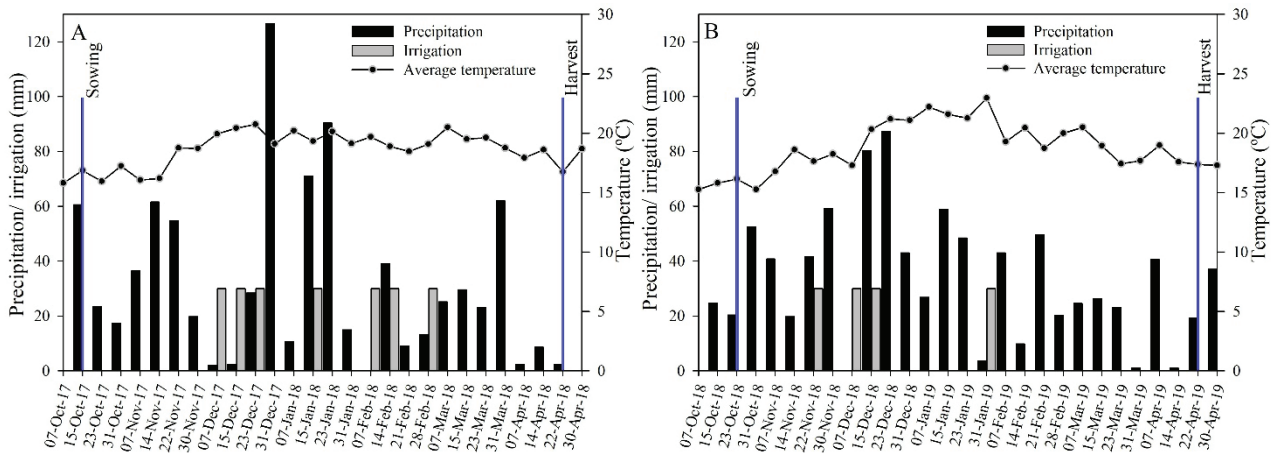 A
Sowing
Precipitation
Irrigation
Average temperature
Harvest
Precipitation/ irrigation (mm)
120
100
80
60
40
20
0
30
25
20
15
10
5
0
Temperature (ºC)
07-Oct-17
15-Oct-17
23-Oct-17
31-Oct-17
07-Nov-17
14-Nov-17
22-Nov-17
30-Nov-17
07-Dec-17
15-Dec-17
23-Dec-17
31-Dec-17
07-Jan-18
15-Jan-18
23-Jan-18
31-Jan-18
07-Feb-18
14-Feb-18
21-Feb-18
28-Feb-18
07-Mar-18
15-Mar-18
23-Mar-18
31-Mar-18
07-Apr-18
14-Apr-18
22-Apr-18
30-Apr-18
B
Sowing
Precipitation
Irrigation
Average temperature
Harvest
Precipitation/ irrigation (mm)
120
100
80
60
40
20
0
30
25
20
15
10
5
0
Temperature (ºC)
07-Oct-18
15-Oct-18
23-Oct-18
31-Oct-18
07-Nov-18
14-Nov-18
22-Nov-18
30-Nov-18
07-Dec-18
15-Dec-18
23-Dec-18
31-Dec-18
07-Jan-19
15-Jan-19
23-Jan-19
31-Jan-19
07-Feb-19
14-Feb-19
21-Feb-19
28-Feb-19
07-Mar-19
15-Mar-19
23-Mar-19
31-Mar-19
07-Apr-19
14-Apr-19
22-Apr-19
30-Apr-19